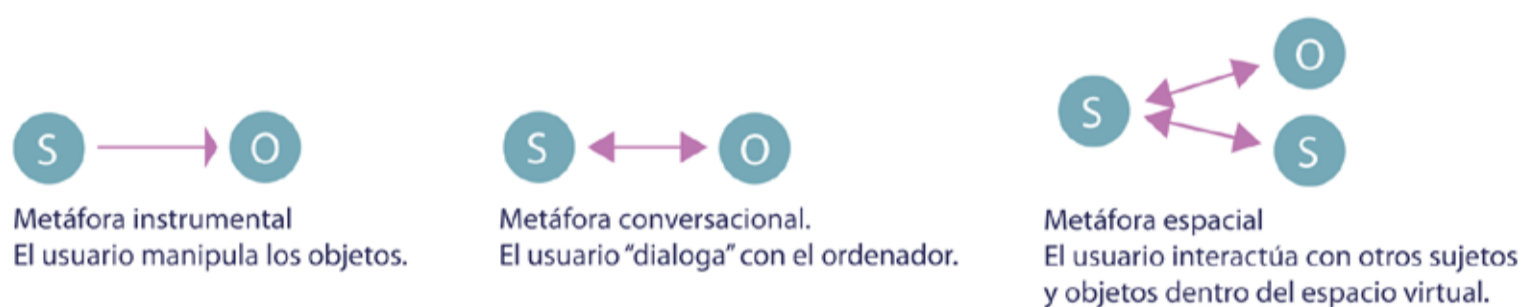 S
O
Metáfora instrumental
El usuario manipula los objetos.
S
O
Metáfora conversacional.
El usuario “dialoga” con el ordenador.
S
O
S
Metáfora espacial
El usuario interactúa con otros sujetos
y objetos dentro del espacio virtual.